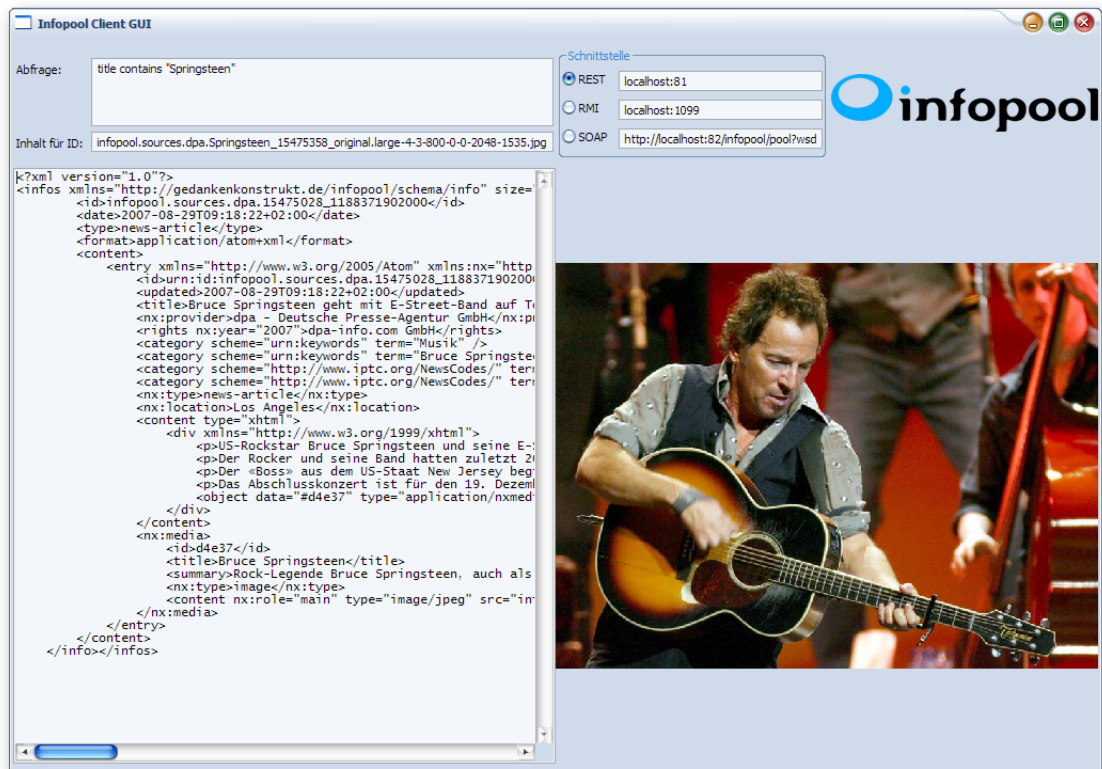 Infopool Client GUI
Abfrage:
title contains "Springsteen"
Inhalt für ID:
infopool.sources.dpa.Springsteen_15475358_original.large-4-3-800-0-0-2048-1535.jpg
Schnittstelle
REST localhost:81
RMI localhost:1099
SOAP http://localhost:82/infopool/pool?wsd
infopool
<?xml version="1.0"?>
<infos xmlns="http://gedankenkonstrukt.de/infopool/schema/info" size="
<id>infopool.sources.dpa.15475028_1188371902000</id>
<date>2007-08-29T09:18:22+02:00</date>
<type>news-article</type>
<format>application/atom+xml</format>
<content>
<entry xmlns="http://www.w3.org/2005/Atom" xmlns:nx="http
<id>urn:id:infopool.sources.dpa.15475028_1188371902000
<updated>2007-08-29T09:18:22+02:00</updated>
<title>Bruce Springsteen geht mit E-Street-Band auf T
<nx:provider>dpa - Deutsche Presse-Agentur GmbH</nx:p
<rights nx:year="2007">dpa-info.com GmbH</rights>
<category scheme="urn:keywords" term="Musik" />
<category scheme="urn:keywords" term="Bruce Springste
<category scheme="http://www.iptc.org/NewsCodes/" ter
<category scheme="http://www.iptc.org/NewsCodes/" ter
<nx:type>news-article</nx:type>
<nx:location>Los Angeles</nx:location>
<content type="xhtml">
<div xmlns="http://www.w3.org/1999/xhtml">
<p>US-Rockstar Bruce Springsteen und seine E-
<p>Der Rocker und seine Band hatten zuletzt 2
<p>Der «Boss» aus dem US-Staat New Jersey beg
<p>Das Abschlusskonzert ist für den 19. Dezem
<object data="#d4e37" type="application/nxmed
</div>
</content>
<nx:media>
<id>d4e37</id>
<title>Bruce Springsteen</title>
<summary>Rock-Legende Bruce Springsteen, auch als
<nx:type>image</nx:type>
<content nx:role="main" type="image/jpeg" src="in
</nx:media>
</entry>
</content>
</info></infos>